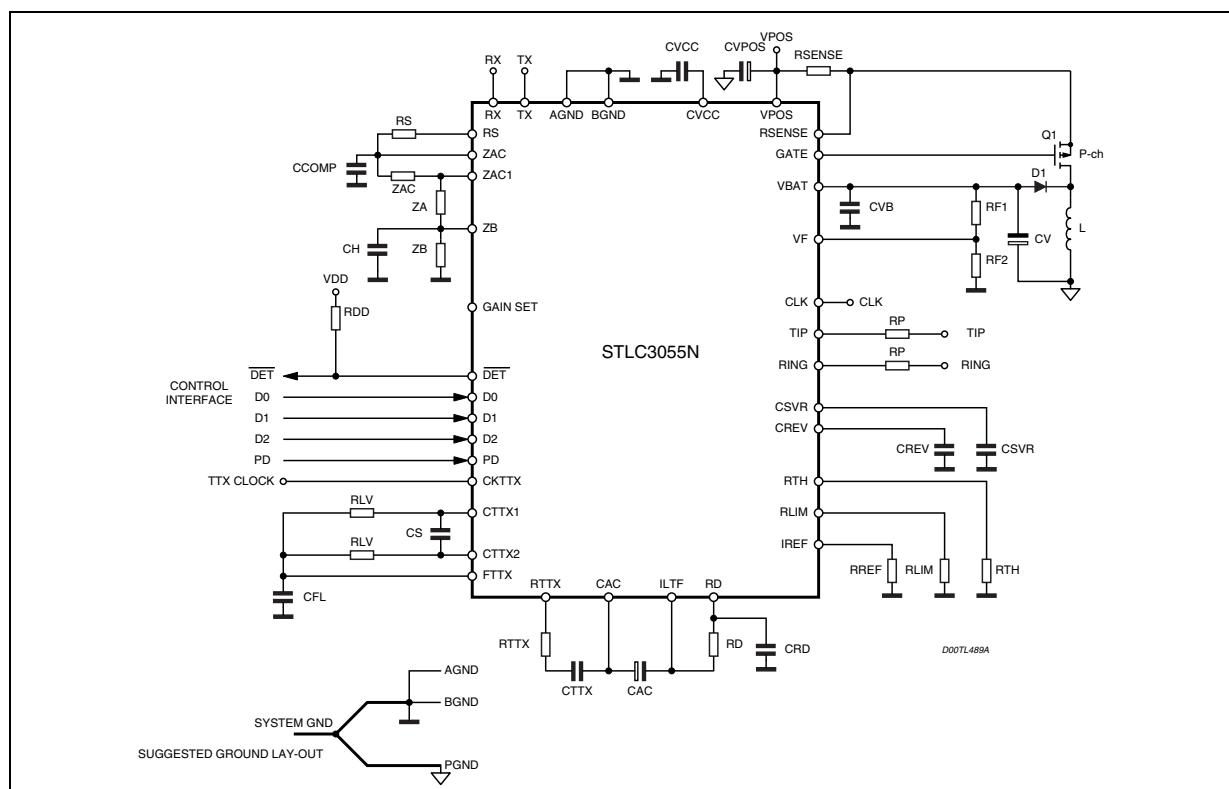 VPOS
CVCC CVPOS RSENSE
RX TX
RX TX AGND BGND CVCC VPOS
RS RS RSENSE
Q1
CCOMP ZAC GATE P-ch
ZAC ZAC1 VBAT D1
ZA CVB RF1 L
CH ZB ZB VF CV
RF2
VDD
RDD GAIN SET CLK CLK
STLC3055N TIP RP TIP
RING RP RING
DET DET
CONTROL INTERFACE
D0 D0 CSVR
D1 D1 CREV
D2 D2 CREV CSVR
PD PD
TTX CLOCK CKTTX RTH
RLV CTTX1 RLIM
CS
RLV CTTX2 IREF
FTTX RREF RLIM RTH
CFL
RTTX CAC ILTF RD
RTTX RD CRD
CTTX CAC
D00TL489A
AGND
BGND
SYSTEM GND
SUGGESTED GROUND LAY-OUT
PGND